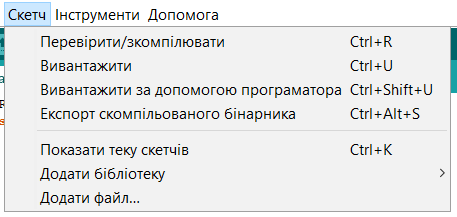 Скетч Інструменти Допомога
Перевірити/зкомпілювати Ctrl+R
Вивантажити Ctrl+U
Вивантажити за допомогою програматора Ctrl+Shift+U
Експорт скомпільованого бінарника Ctrl+Alt+S
Показати теку скетчів Ctrl+K
Додати бібліотеку
Додати файл...